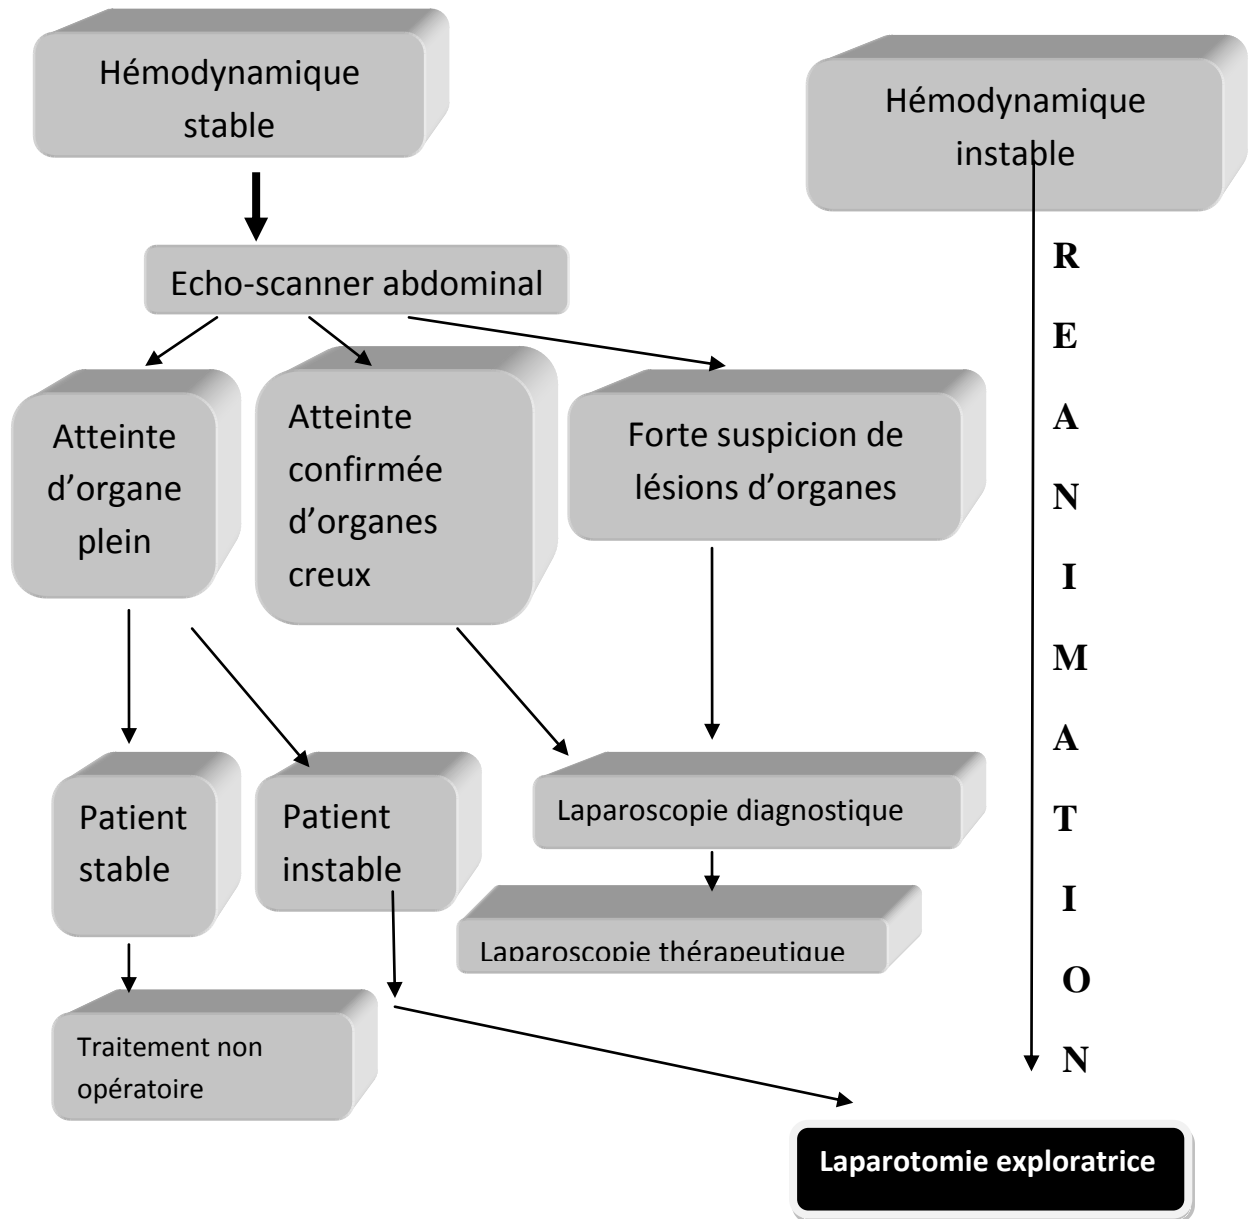 Hémodynamique
stable
Hémodynamique
instable
Echo-scanner abdominal
Atteinte
d’organe
plein
Atteinte
confirmée
d’organes
creux
Forte suspicion de
lésions d’organes
R
E
A
N
I
M
A
T
I
O
N
Patient
stable
Patient
instable
Laparoscopie diagnostique
Laparoscopie thérapeutique
Traitement non
opératoire
Laparotomie exploratrice